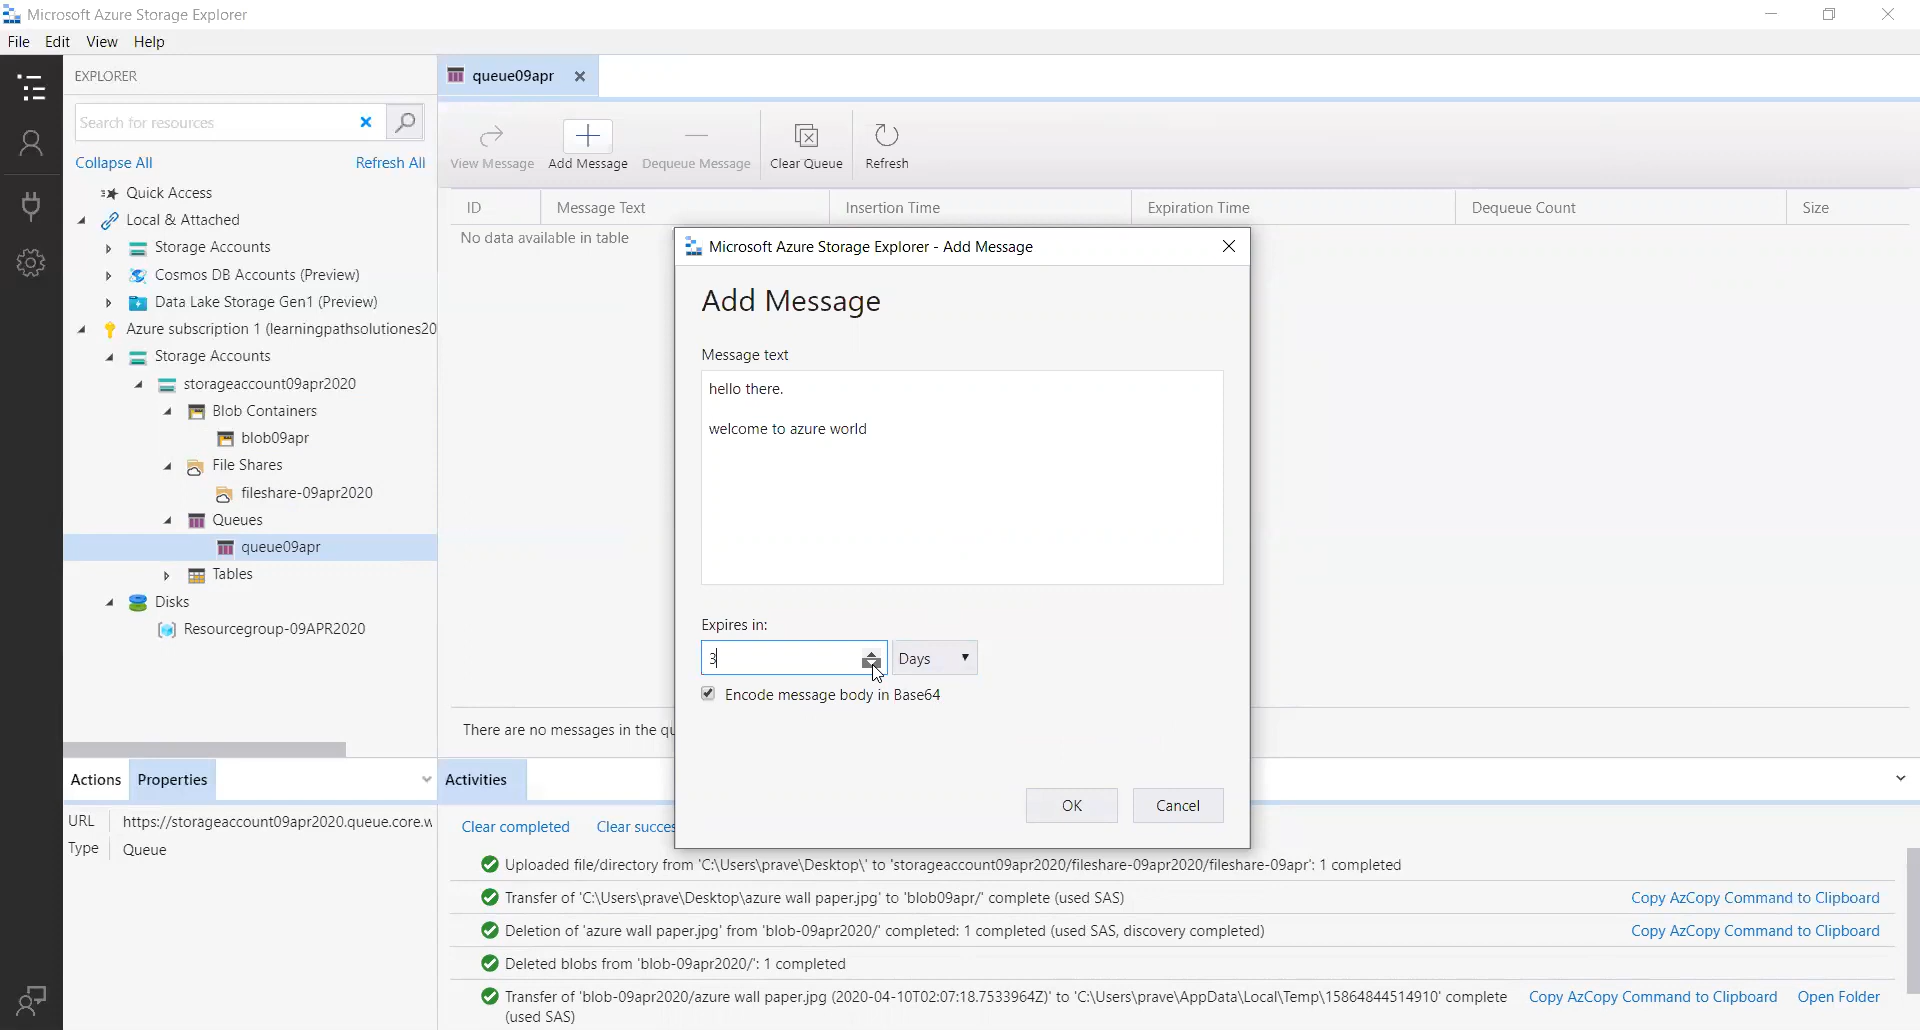 Microsoft Azure Storage Explorer
File Edit View Help
EXPLORER
Search for resources
Collapse All Refresh All
Quick Access
Local & Attached
Storage Accounts
Cosmos DB Accounts (Preview)
Data Lake Storage Gen1 (Preview)
Azure subscription 1 (learningpathsolutiones20
Storage Accounts
storageaccount09apr2020
Blob Containers
blob09apr
File Shares
fileshare-09apr2020
Queues
queue09apr
Tables
Disks
Resourcegroup-09APR2020
Actions Properties
URL https://storageaccount09apr2020.queue.core.w
Type Queue
queue09apr
View Message Add Message Dequeue Message Clear Queue Refresh
ID Message Text Insertion Time Expiration Time Dequeue Count Size
No data available in table
There are no messages in the
Microsoft Azure Storage Explorer - Add Message
Add Message
Message text
hello there.
welcome to azure world
Expires in:
3 Days
Encode message body in Base64
OK Cancel
Activities
Clear completed Clear succes
Uploaded file/directory from 'C:\Users\prave\Desktop\' to 'storageaccount09apr2020/fileshare-09apr2020/fileshare-09apr': 1 completed
Transfer of 'C:\Users\prave\Desktop\azure wall paper.jpg' to 'blob09apr/' complete (used SAS) Copy AzCopy Command to Clipboard
Deletion of 'azure wall paper.jpg' from 'blob-09apr2020/' completed: 1 completed (used SAS, discovery completed) Copy AzCopy Command to Clipboard
Deleted blobs from 'blob-09apr2020/': 1 completed
Transfer of 'blob-09apr2020/azure wall paper.jpg (2020-04-10T02:07:18.7533964Z)' to 'C:\Users\prave\AppData\Local\Temp\15864844514910' complete Copy AzCopy Command to Clipboard Open Folder
(used SAS)